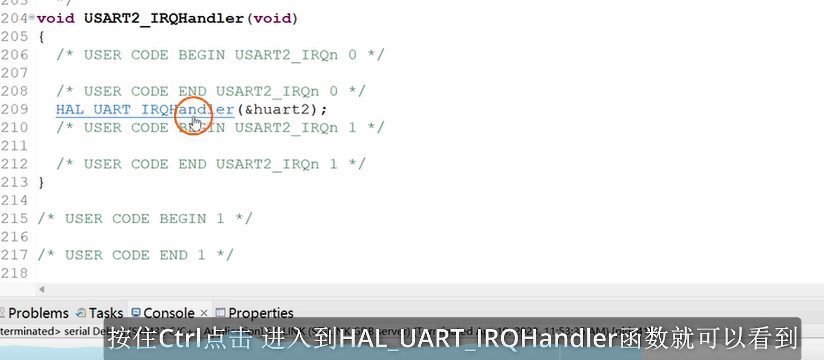 203 */
204 void USART2_IRQHandler(void)
205 {
206 /* USER CODE BEGIN USART2_IRQn 0 */
207
208 /* USER CODE END USART2_IRQn 0 */
209 HAL_UART_IRQHandler(&huart2);
210 /* USER CODE BEGIN USART2_IRQn 1 */
211
212 /* USER CODE END USART2_IRQn 1 */
213 }
214
215 /* USER CODE BEGIN 1 */
216
217 /* USER CODE END 1 */
218
Problems Tasks Console Properties
terminated> serial
按住Ctrl点击 进入到HAL_UART_IRQHandler函数就可以看到